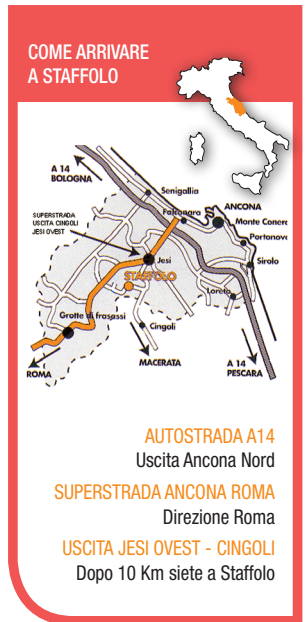 COME ARRIVARE
A STAFFOLO
A 14
BOLOGNA
Senigallia
SUPERSTRADA
USCITA CINGOLI
JESI OVEST
Falconara
ANCONA
Monte Conero
Portonovo
Sirolo
Jesi
STAFFOLO
Loreto
Grotte di frasassi
Cingoli
ROMA
MACERATA
A 14
PESCARA
AUTOSTRADA A14
Uscita Ancona Nord
SUPERSTRADA ANCONA ROMA
Direzione Roma
USCITA JESI OVEST - CINGOLI
Dopo 10 Km siete a Staffolo